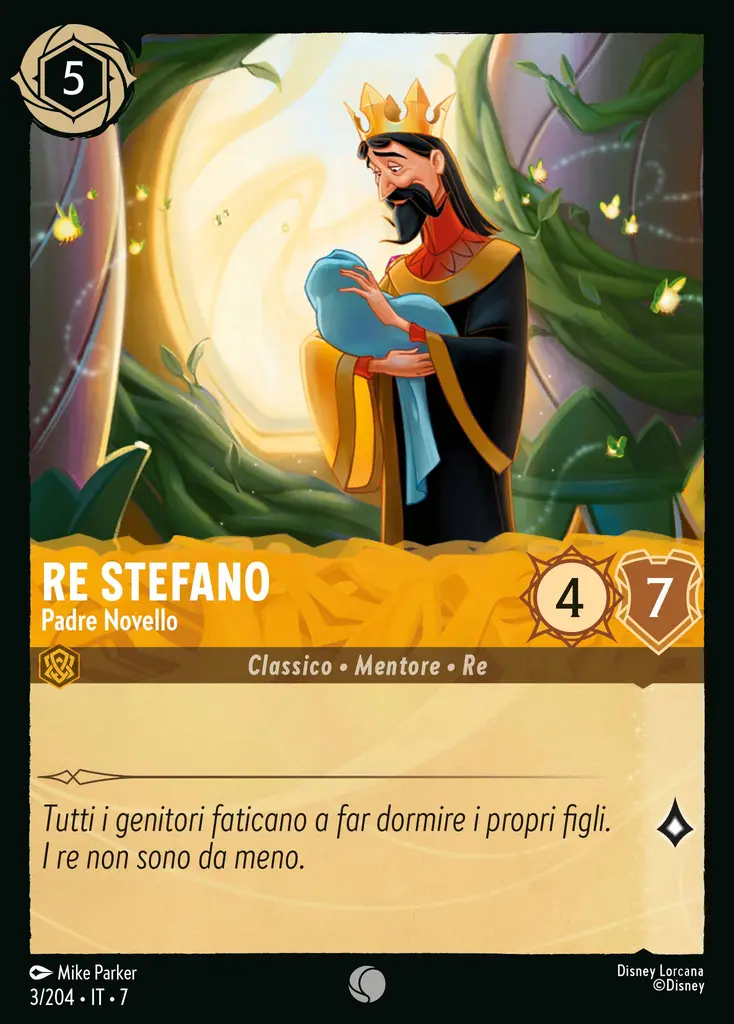 5
RE STEFANO
Padre Novello
4
7
Classico • Mentore • Re
Tutti i genitori faticano a far dormire i propri figli.
I re non sono da meno.
Mike Parker
Disney Lorcana
3/204 • IT • 7
©Disney